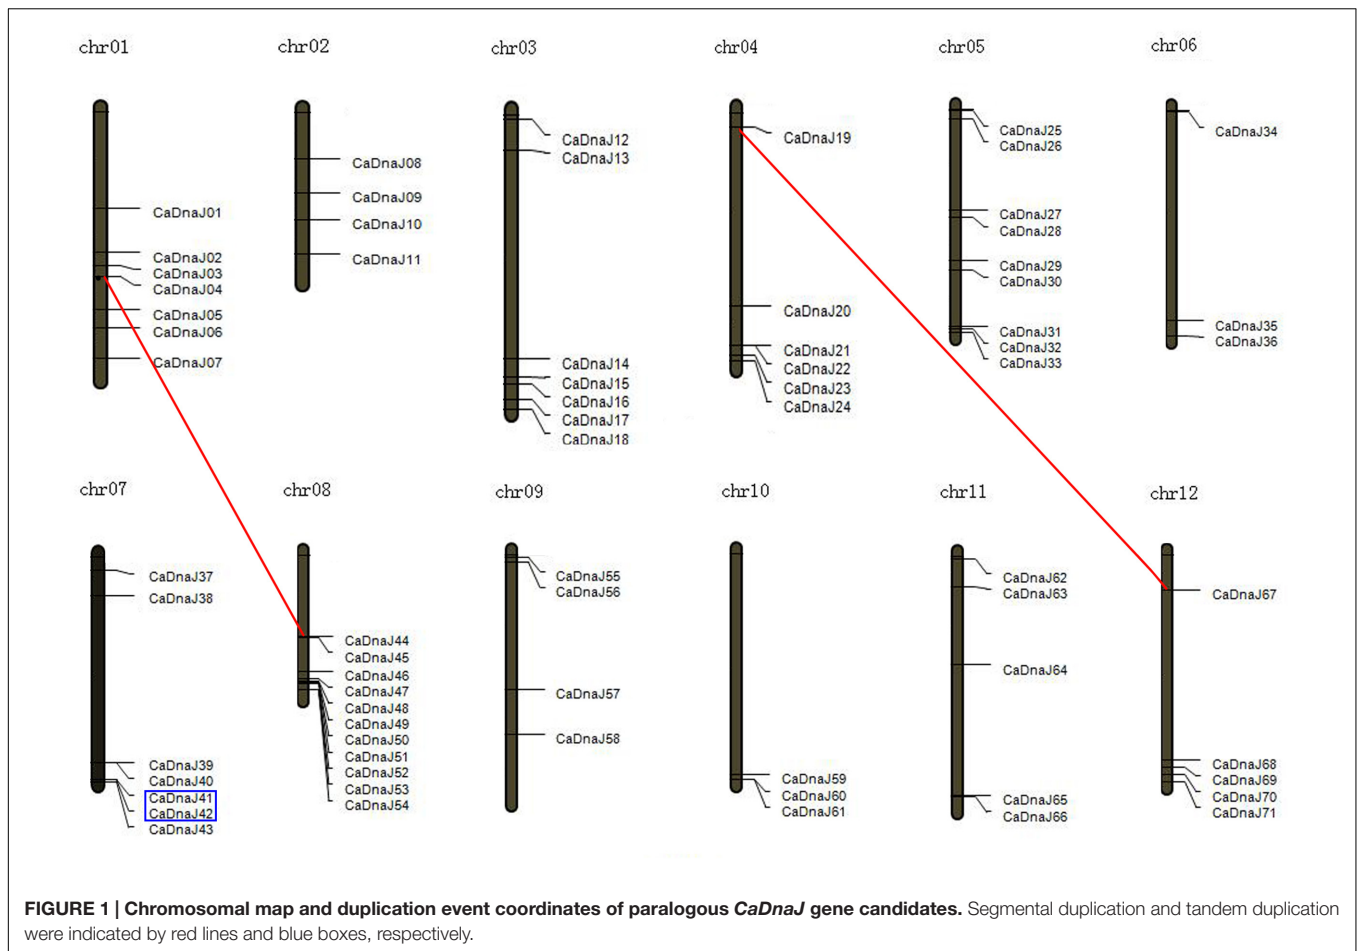 chr01
chr02
chr03
chr04
chr05
chr06
CaDnaJ01
CaDnaJ02
CaDnaJ03
CaDnaJ04
CaDnaJ05
CaDnaJ06
CaDnaJ07
CaDnaJ08
CaDnaJ09
CaDnaJ10
CaDnaJ11
CaDnaJ12
CaDnaJ13
CaDnaJ14
CaDnaJ15
CaDnaJ16
CaDnaJ17
CaDnaJ18
CaDnaJ19
CaDnaJ20
CaDnaJ21
CaDnaJ22
CaDnaJ23
CaDnaJ24
CaDnaJ25
CaDnaJ26
CaDnaJ27
CaDnaJ28
CaDnaJ29
CaDnaJ30
CaDnaJ31
CaDnaJ32
CaDnaJ33
CaDnaJ34
CaDnaJ35
CaDnaJ36
chr07
chr08
chr09
chr10
chr11
chr12
CaDnaJ37
CaDnaJ38
CaDnaJ39
CaDnaJ40
CaDnaJ41
CaDnaJ42
CaDnaJ43
CaDnaJ44
CaDnaJ45
CaDnaJ46
CaDnaJ47
CaDnaJ48
CaDnaJ49
CaDnaJ50
CaDnaJ51
CaDnaJ52
CaDnaJ53
CaDnaJ54
CaDnaJ55
CaDnaJ56
CaDnaJ57
CaDnaJ58
CaDnaJ59
CaDnaJ60
CaDnaJ61
CaDnaJ62
CaDnaJ63
CaDnaJ64
CaDnaJ65
CaDnaJ66
CaDnaJ67
CaDnaJ68
CaDnaJ69
CaDnaJ70
CaDnaJ71
FIGURE 1 | Chromosomal map and duplication event coordinates of paralogous CaDnaJ gene candidates. Segmental duplication and tandem duplication
were indicated by red lines and blue boxes, respectively.